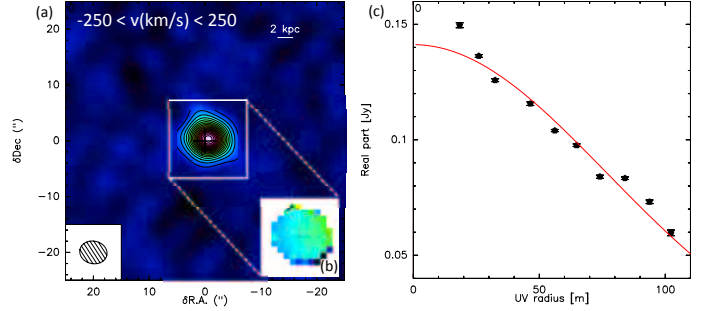 (a)
-250 < v(km/s) < 250
2 kpc
20
10
0
−10
−20
δDec (")
20
10
0
−10
−20
δR.A. (")
(b)
(c)
0
0.15
0.10
0.05
Real part [Jy]
0
50
100
UV radius [m]